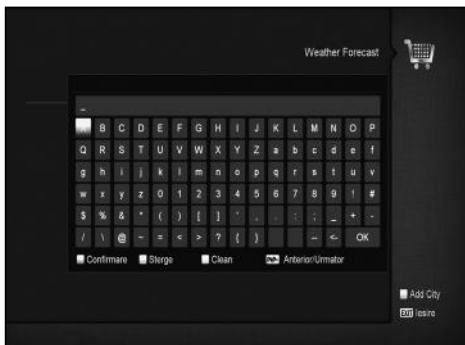 Weather Forecast
_
A B C D E F G H I J K L M N O P
Q R S T U V W X Y Z a b c d e f
g h i j k l m n o p q r s t u v
w x y z 0 1 2 3 4 5 6 7 8 9 ! #
$ % & * ( ) [ ] . : ; _ + -
/ \ @ ~ = < > ? { } OK
Confirmare Sterge Clean Anterior/Urmator
Add City
EXIT Iesire